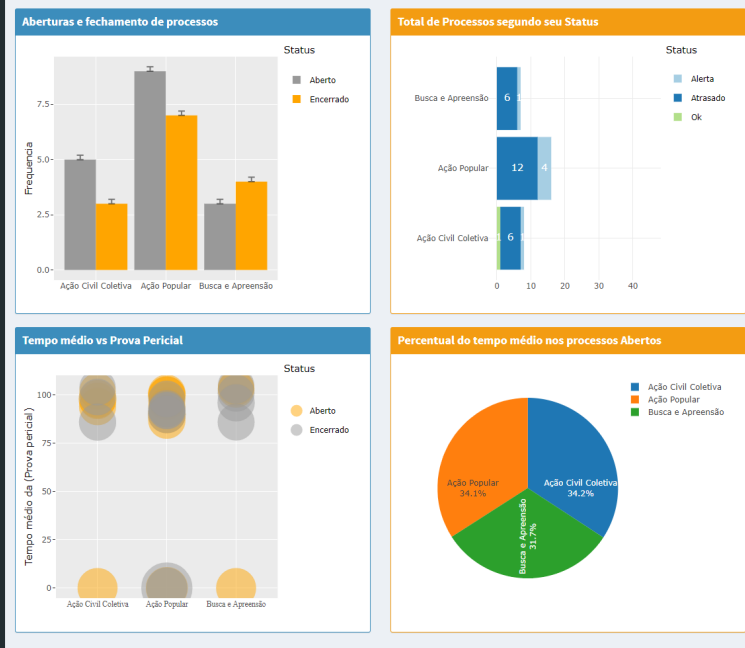 Aberturas e fechamento de processos
Status
Aberto
Encerrado
Frequencia
7.5
5.0
2.5
0.0
Ação Civil Coletiva Ação Popular Busca e Apreensão
Total de Processos segundo seu Status
Status
Alerta
Atrasado
Ok
Busca e Apreensão 6 1
Ação Popular 12 4
Ação Civil Coletiva 1 6 1
0 10 20 30 40
Tempo médio vs Prova Pericial
Status
Aberto
Encerrado
Tempo médio da (Prova pericial)
100
75
50
25
0
Ação Civil Coletiva Ação Popular Busca e Apreensão
Percentual do tempo médio nos processos Abertos
Ação Civil Coletiva
Ação Popular
Busca e Apreensão
Ação Popular
34.1%
Ação Civil Coletiva
34.2%
Busca e Apreensão
31.7%